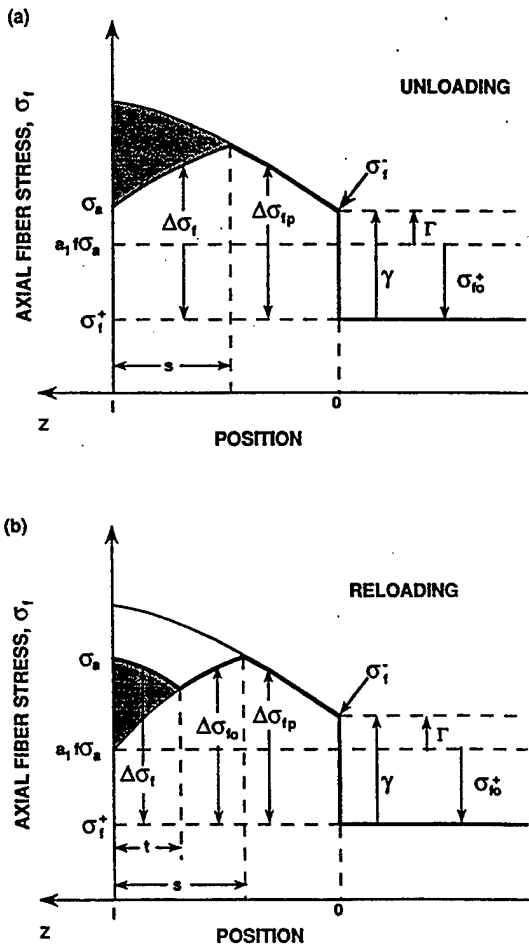 (a)
UNLOADING
AXIAL FIBER STRESS, σf
σf-
σa
Δσf
Δσfp
Γ
a1 fσa
γ
σfo+
σf+
s
z
l
0
POSITION
(b)
RELOADING
AXIAL FIBER STRESS, σf
σa
σf-
Δσfo
Δσfp
Γ
a1 fσa
Δσf
γ
σfo+
σf+
t
s
z
l
0
POSITION